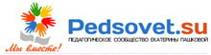 Pedsovet.su
ПЕДАГОГИЧЕСКОЕ СООБЩЕСТВО ЕКАТЕРИНЫ ПАШКОВОЙ
Мы вместе!